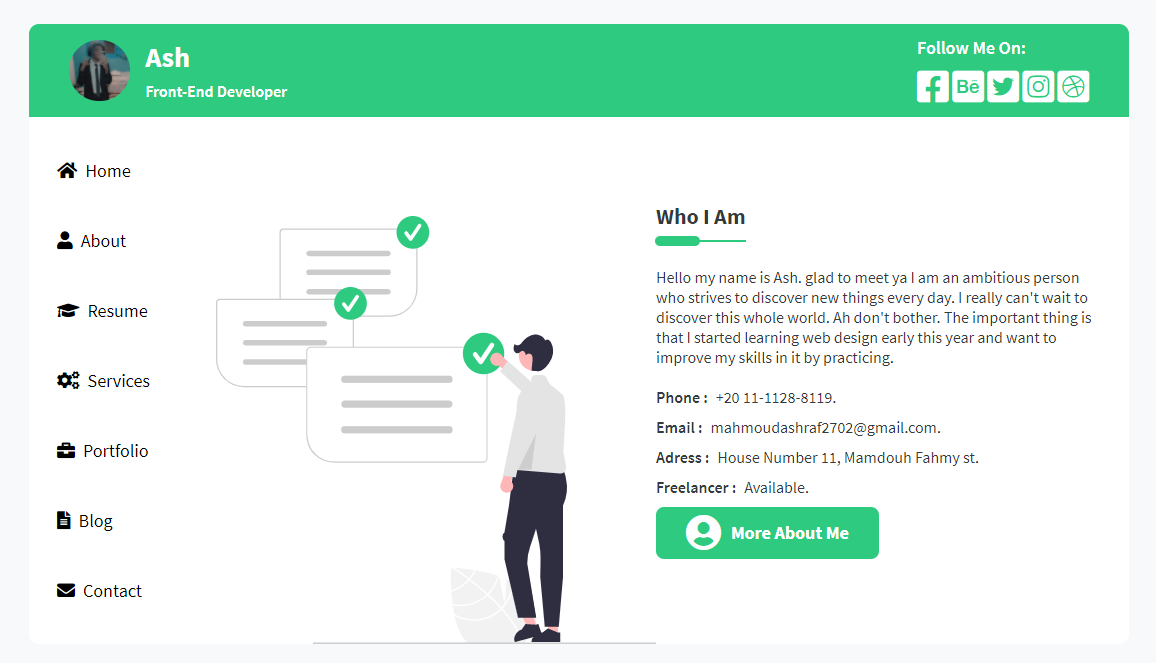 Ash
Front-End Developer
Follow Me On:
Bē
Home
About
Resume
Services
Portfolio
Blog
Contact
Who I Am
Hello my name is Ash. glad to meet ya I am an ambitious person
who strives to discover new things every day. I really can't wait to
discover this whole world. Ah don't bother. The important thing is
that I started learning web design early this year and want to
improve my skills in it by practicing.
Phone : +20 11-1128-8119.
Email : mahmoudashraf2702@gmail.com.
Adress : House Number 11, Mamdouh Fahmy st.
Freelancer : Available.
More About Me